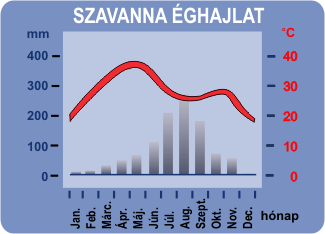 SZAVANNA ÉGHAJLAT
mm °C
400 40
300 30
200 20
100 10
0 0
Jan. Feb. Márc. Ápr. Máj. Jún. Júl. Aug. Szept. Okt. Nov. Dec. hónap